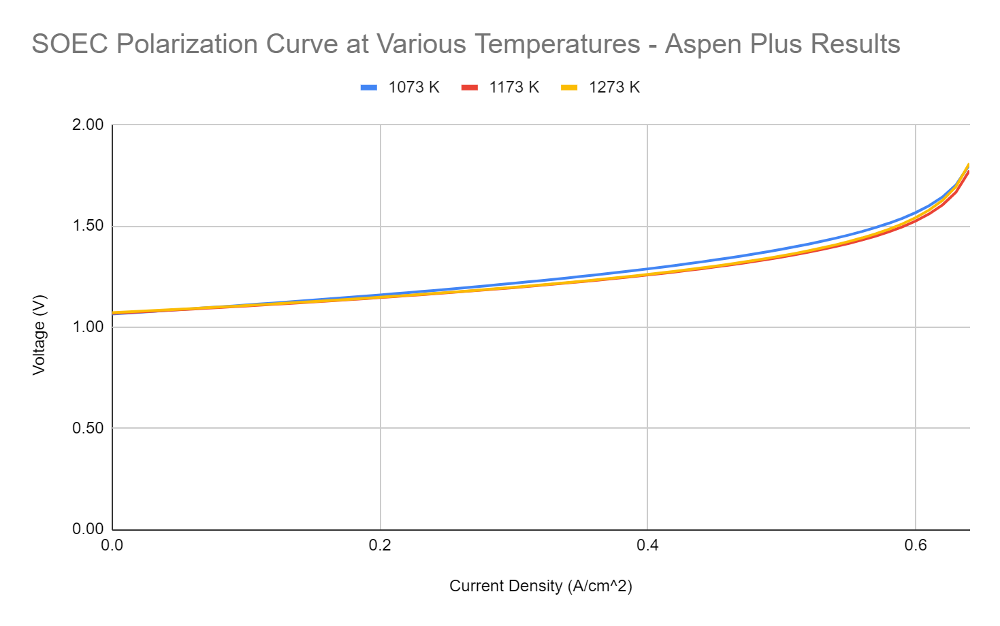 SOEC Polarization Curve at Various Temperatures - Aspen Plus Results
1073 K 1173 K 1273 K
2.00
1.50
1.00
0.50
0.00
Voltage (V)
0.0 0.2 0.4 0.6
Current Density (A/cm^2)